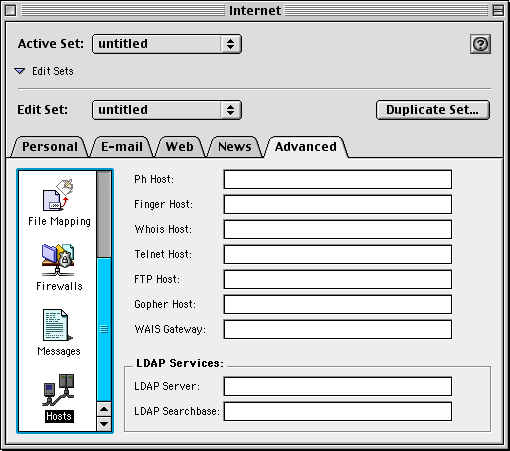 Internet
Active Set: untitled
?
Edit Sets
Edit Set: untitled Duplicate Set...
Personal E-mail Web News Advanced
File Mapping
Firewalls
Messages
Hosts
Ph Host:
Finger Host:
Whois Host:
Telnet Host:
FTP Host:
Gopher Host:
WAIS Gateway:
LDAP Services:
LDAP Server:
LDAP Searchbase: